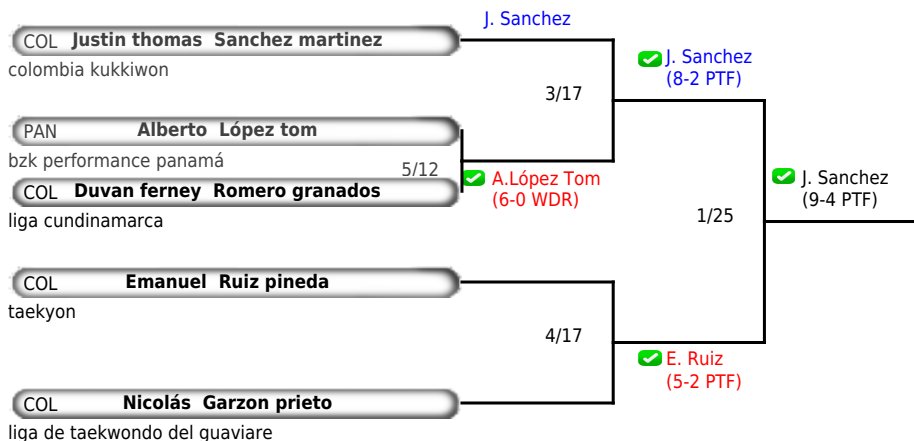 J. Sanchez
COL Justin thomas Sanchez martinez
colombia kukkiwon
J. Sanchez
(8-2 PTF)
3/17
PAN Alberto López tom
bzk performance panamá
5/12
A.López Tom
(6-0 WDR)
COL Duvan ferney Romero granados
liga cundinamarca
J. Sanchez
(9-4 PTF)
1/25
COL Emanuel Ruiz pineda
taekyon
4/17
E. Ruiz
(5-2 PTF)
COL Nicolás Garzon prieto
liga de taekwondo del guaviare